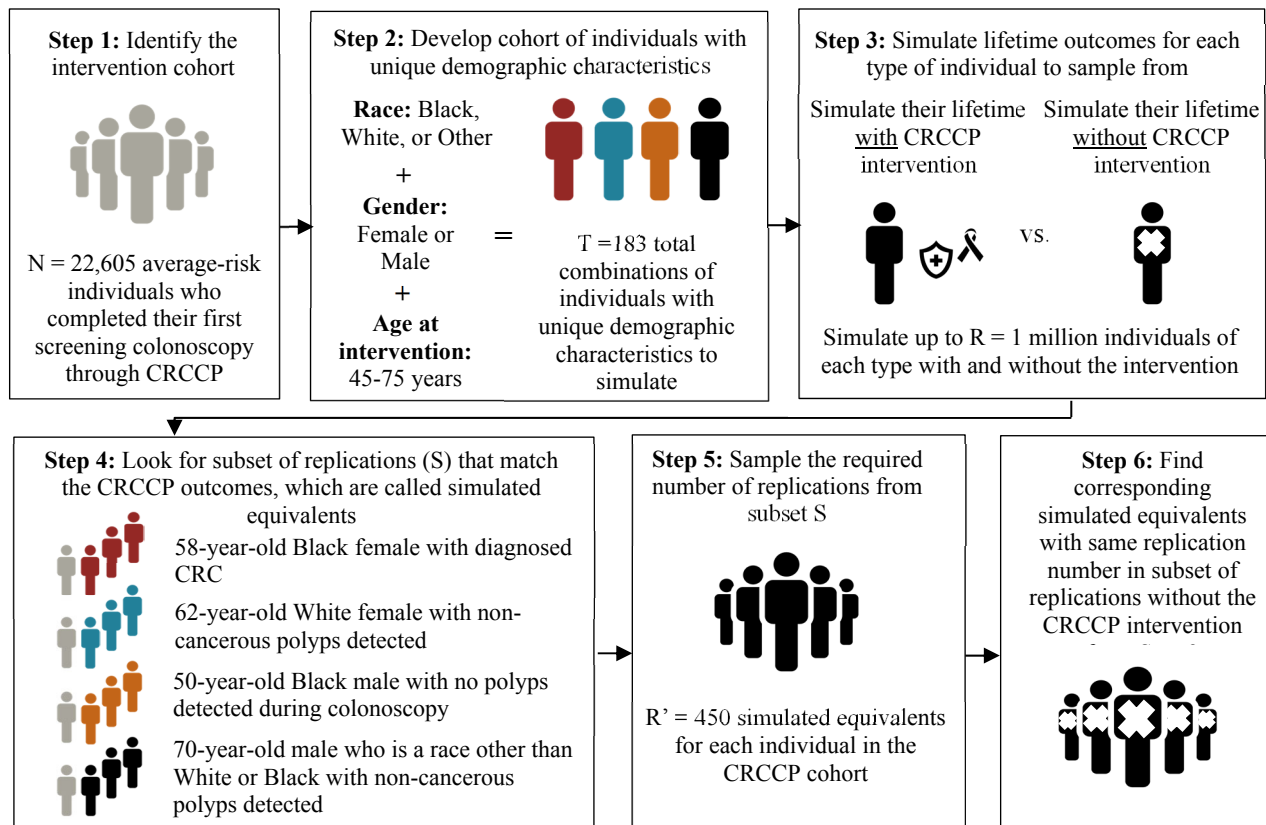 Step 1: Identify the
intervention cohort
N = 22,605 average-risk
individuals who
completed their first
screening colonoscopy
through CRCCP
Step 2: Develop cohort of individuals with
unique demographic characteristics
Race: Black,
White, or Other
+
Gender:
Female or
Male
+
Age at
intervention:
45-75 years
=
T =183 total
combinations of
individuals with
unique demographic
characteristics to
simulate
Step 3: Simulate lifetime outcomes for each
type of individual to sample from
Simulate their lifetime
with CRCCP
intervention
vs.
Simulate their lifetime
without CRCCP
intervention
Simulate up to R = 1 million individuals of
each type with and without the intervention
Step 4: Look for subset of replications (S) that match
the CRCCP outcomes, which are called simulated
equivalents
58-year-old Black female with diagnosed
CRC
62-year-old White female with non-
cancerous polyps detected
50-year-old Black male with no polyps
detected during colonoscopy
70-year-old male who is a race other than
White or Black with non-cancerous
polyps detected
Step 5: Sample the required
number of replications from
subset S
R' = 450 simulated equivalents
for each individual in the
CRCCP cohort
Step 6: Find
corresponding
simulated equivalents
with same replication
number in subset of
replications without the
CRCCP intervention